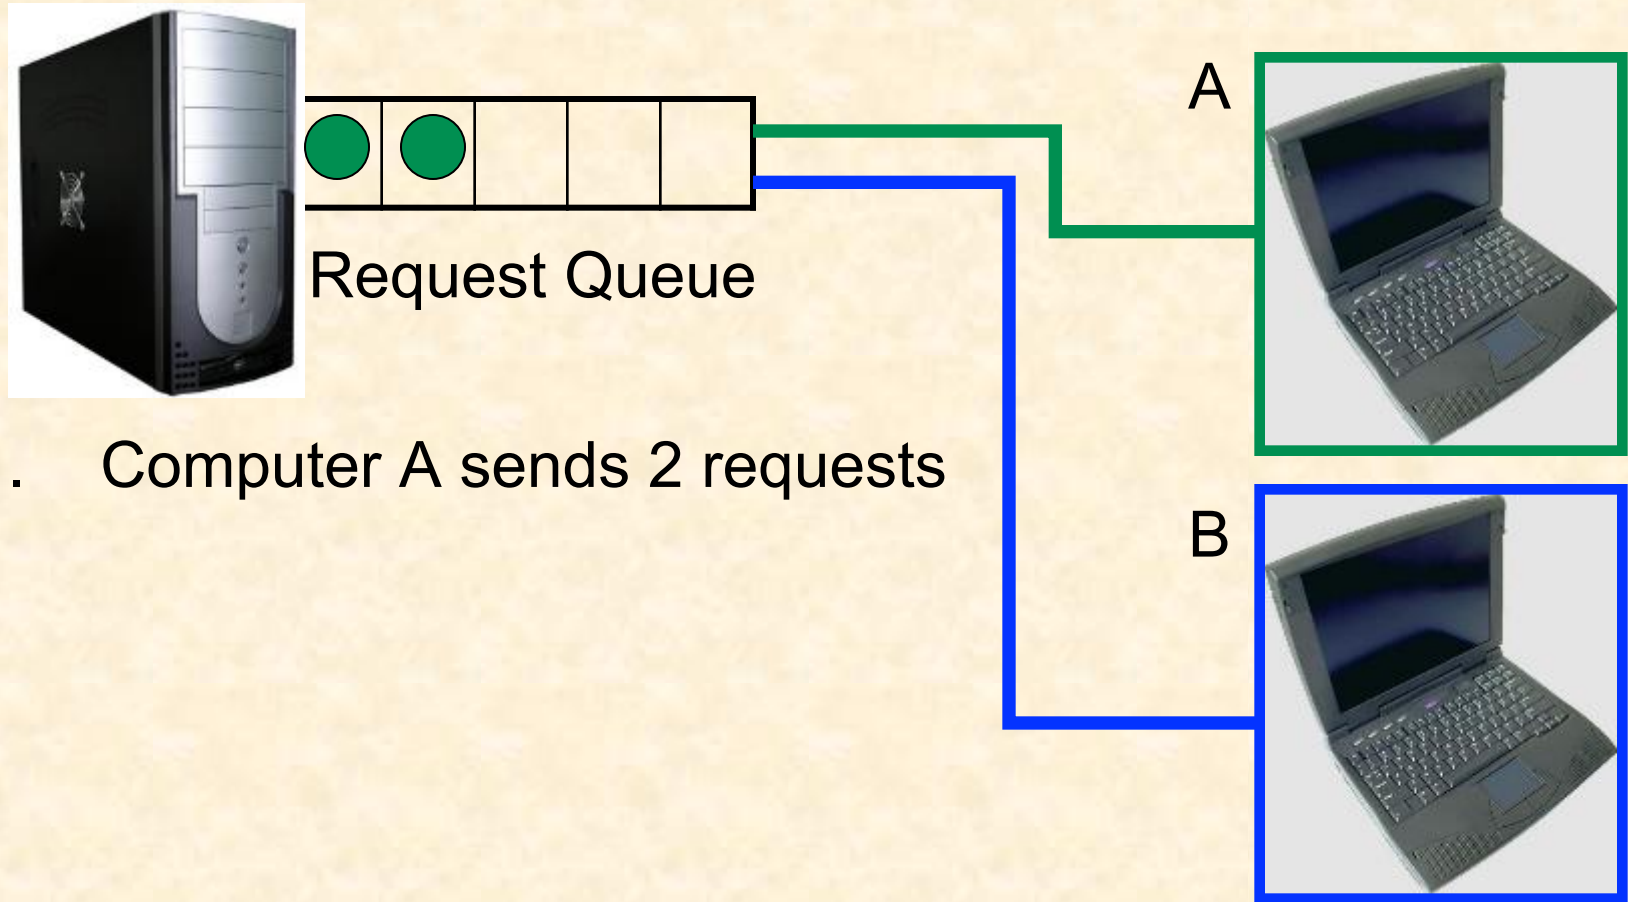 A
Request Queue
. Computer A sends 2 requests
B